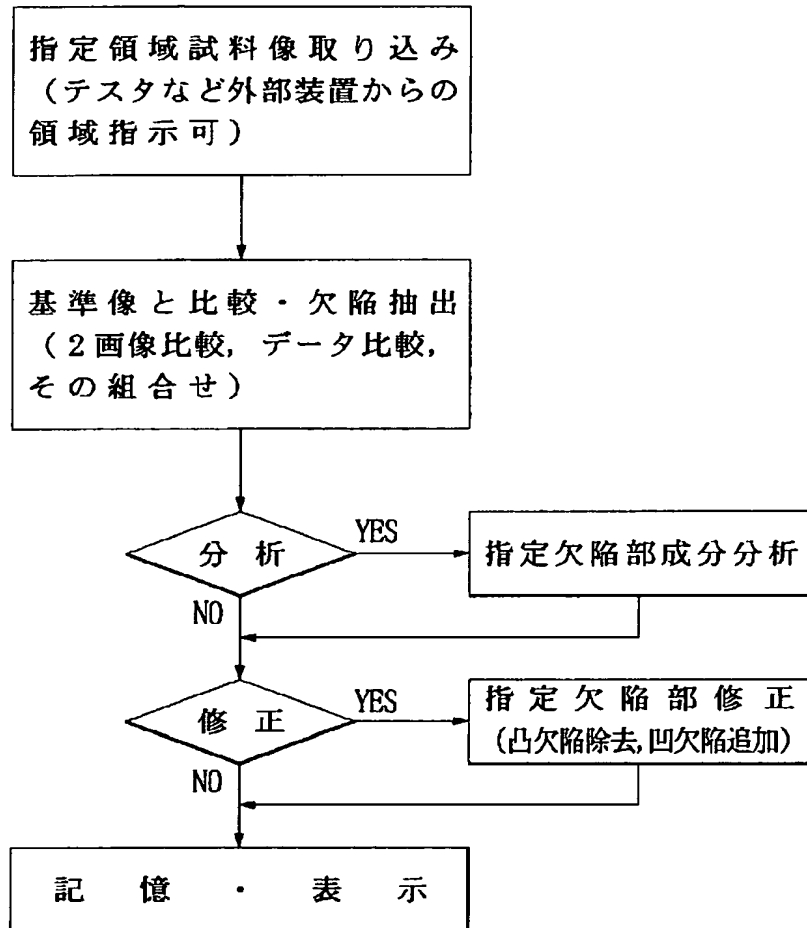 指定領域試料像取り込み
（テスタなど外部装置からの
領域指示可）
基準像と比較・欠陥抽出
（２画像比較，データ比較，
その組合せ）
分析
YES
指定欠陥部成分分析
NO
修正
YES
指定欠陥部修正
（凸欠陥除去，凹欠陥追加）
NO
記憶・表示